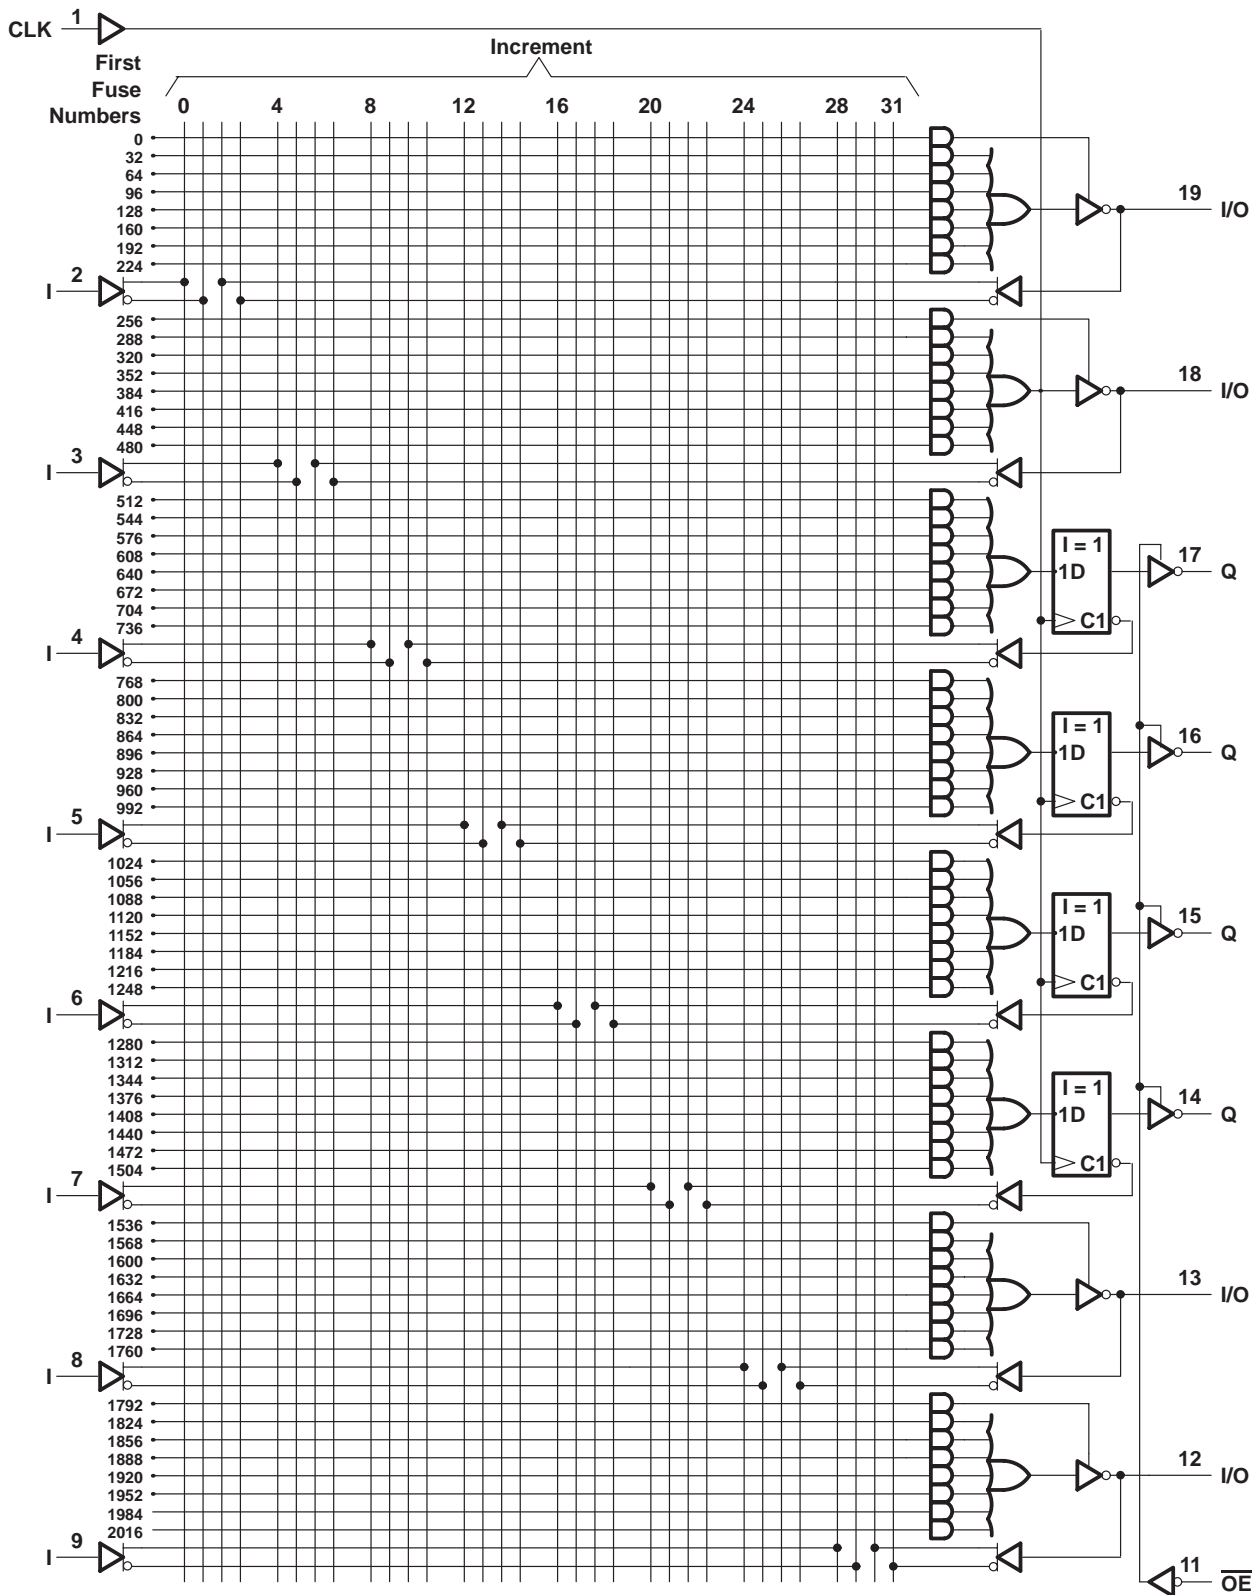 CLK 1
First
Fuse
Numbers
Increment
0 4 8 12 16 20 24 28 31
0
32
64
96
128
160
192
224
19 I/O
I 2
256
288
320
352
384
416
448
480
18 I/O
I 3
512
544
576
608
640
672
704
736
I = 1
1D
C1
17 Q
I 4
768
800
832
864
896
928
960
992
I = 1
1D
C1
16 Q
I 5
1024
1056
1088
1120
1152
1184
1216
1248
I = 1
1D
C1
15 Q
I 6
1280
1312
1344
1376
1408
1440
1472
1504
I = 1
1D
C1
14 Q
I 7
1536
1568
1600
1632
1664
1696
1728
1760
13 I/O
I 8
1792
1824
1856
1888
1920
1952
1984
2016
12 I/O
I 9
11 OE